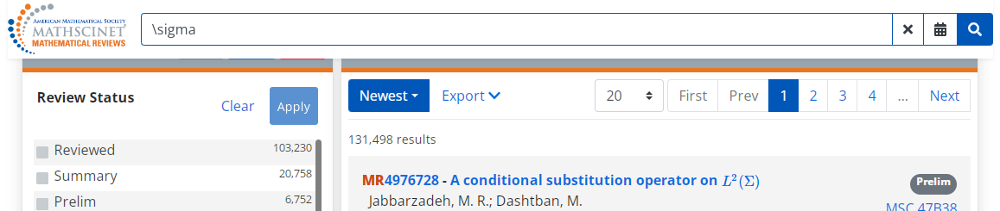 AMERICAN MATHEMATICAL SOCIETY
MATHSCINET®
MATHEMATICAL REVIEWS
\sigma
Review Status
Clear
Apply
Reviewed 103,230
Summary 20,758
Prelim 6,752
Newest
Export
20
First Prev 1 2 3 4 ... Next
131,498 results
MR4976728 - A conditional substitution operator on L²(Σ)
Prelim
Jabbarzadeh, M. R.; Dashtban, M.
MSC 47B38